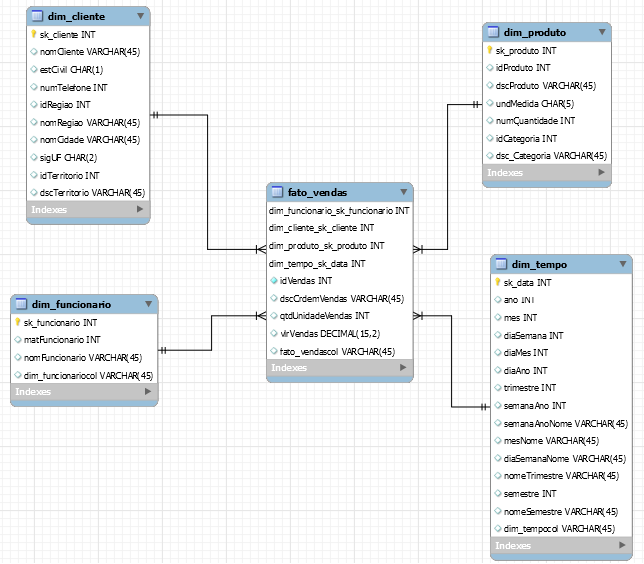 dim_cliente
sk_cliente INT
nomCliente VARCHAR(45)
estCivil CHAR(1)
numTelefone INT
idRegiao INT
nomRegiao VARCHAR(45)
nomCidade VARCHAR(45)
sigUF CHAR(2)
idTerritorio INT
dscTerritorio VARCHAR(45)
Indexes
dim_produto
sk_produto INT
idProduto INT
dscProduto VARCHAR(45)
undMedida CHAR(5)
numQuantidade INT
idCategoria INT
dsc_Categoria VARCHAR(45)
Indexes
fato_vendas
dim_funcionario_sk_funcionario INT
dim_cliente_sk_cliente INT
dim_produto_sk_produto INT
dim_tempo_sk_data INT
idVendas INT
dscCrdemVendas VARCHAR(45)
qtdUnidadeVendas INT
vlrVendas DECIMAL(15,2)
fato_vendascol VARCHAR(45)
Indexes
dim_funcionario
sk_funcionario INT
matFuncionario INT
nomFuncionario VARCHAR(45)
dim_funcionariocol VARCHAR(45)
Indexes
dim_tempo
sk_data INT
ano INT
mes INT
diaSemana INT
diaMes INT
diaAno INT
trimestre INT
semanaAno INT
semanaAnoNome VARCHAR(45)
mesNome VARCHAR(45)
diaSemanaNome VARCHAR(45)
nomeTrimestre VARCHAR(45)
semestre INT
nomeSemestre VARCHAR(45)
dim_tempocol VARCHAR(45)
Indexes